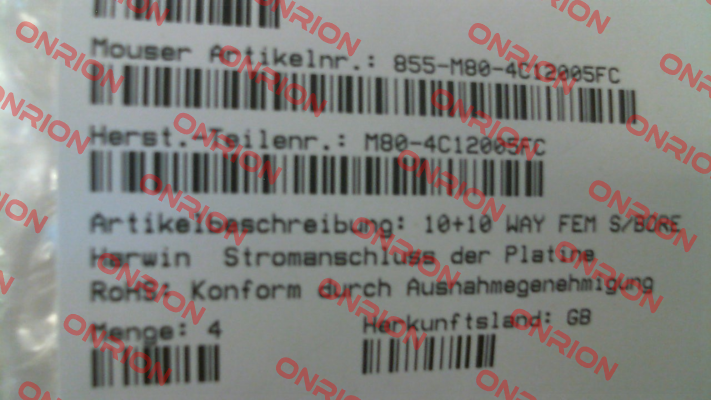 Mouser Artikelnr.: 855-M80-4C12005FC
Herst.-Teilenr.: M80-4C12005FC
Artikelbeschreibung: 10+10 WAY FEM S/BORE
Harwin Stromanschluss der Platine
RoHS: Konform durch Ausnahmegenehmigung
Menge: 4 Herkunftsland: GB
ONRION